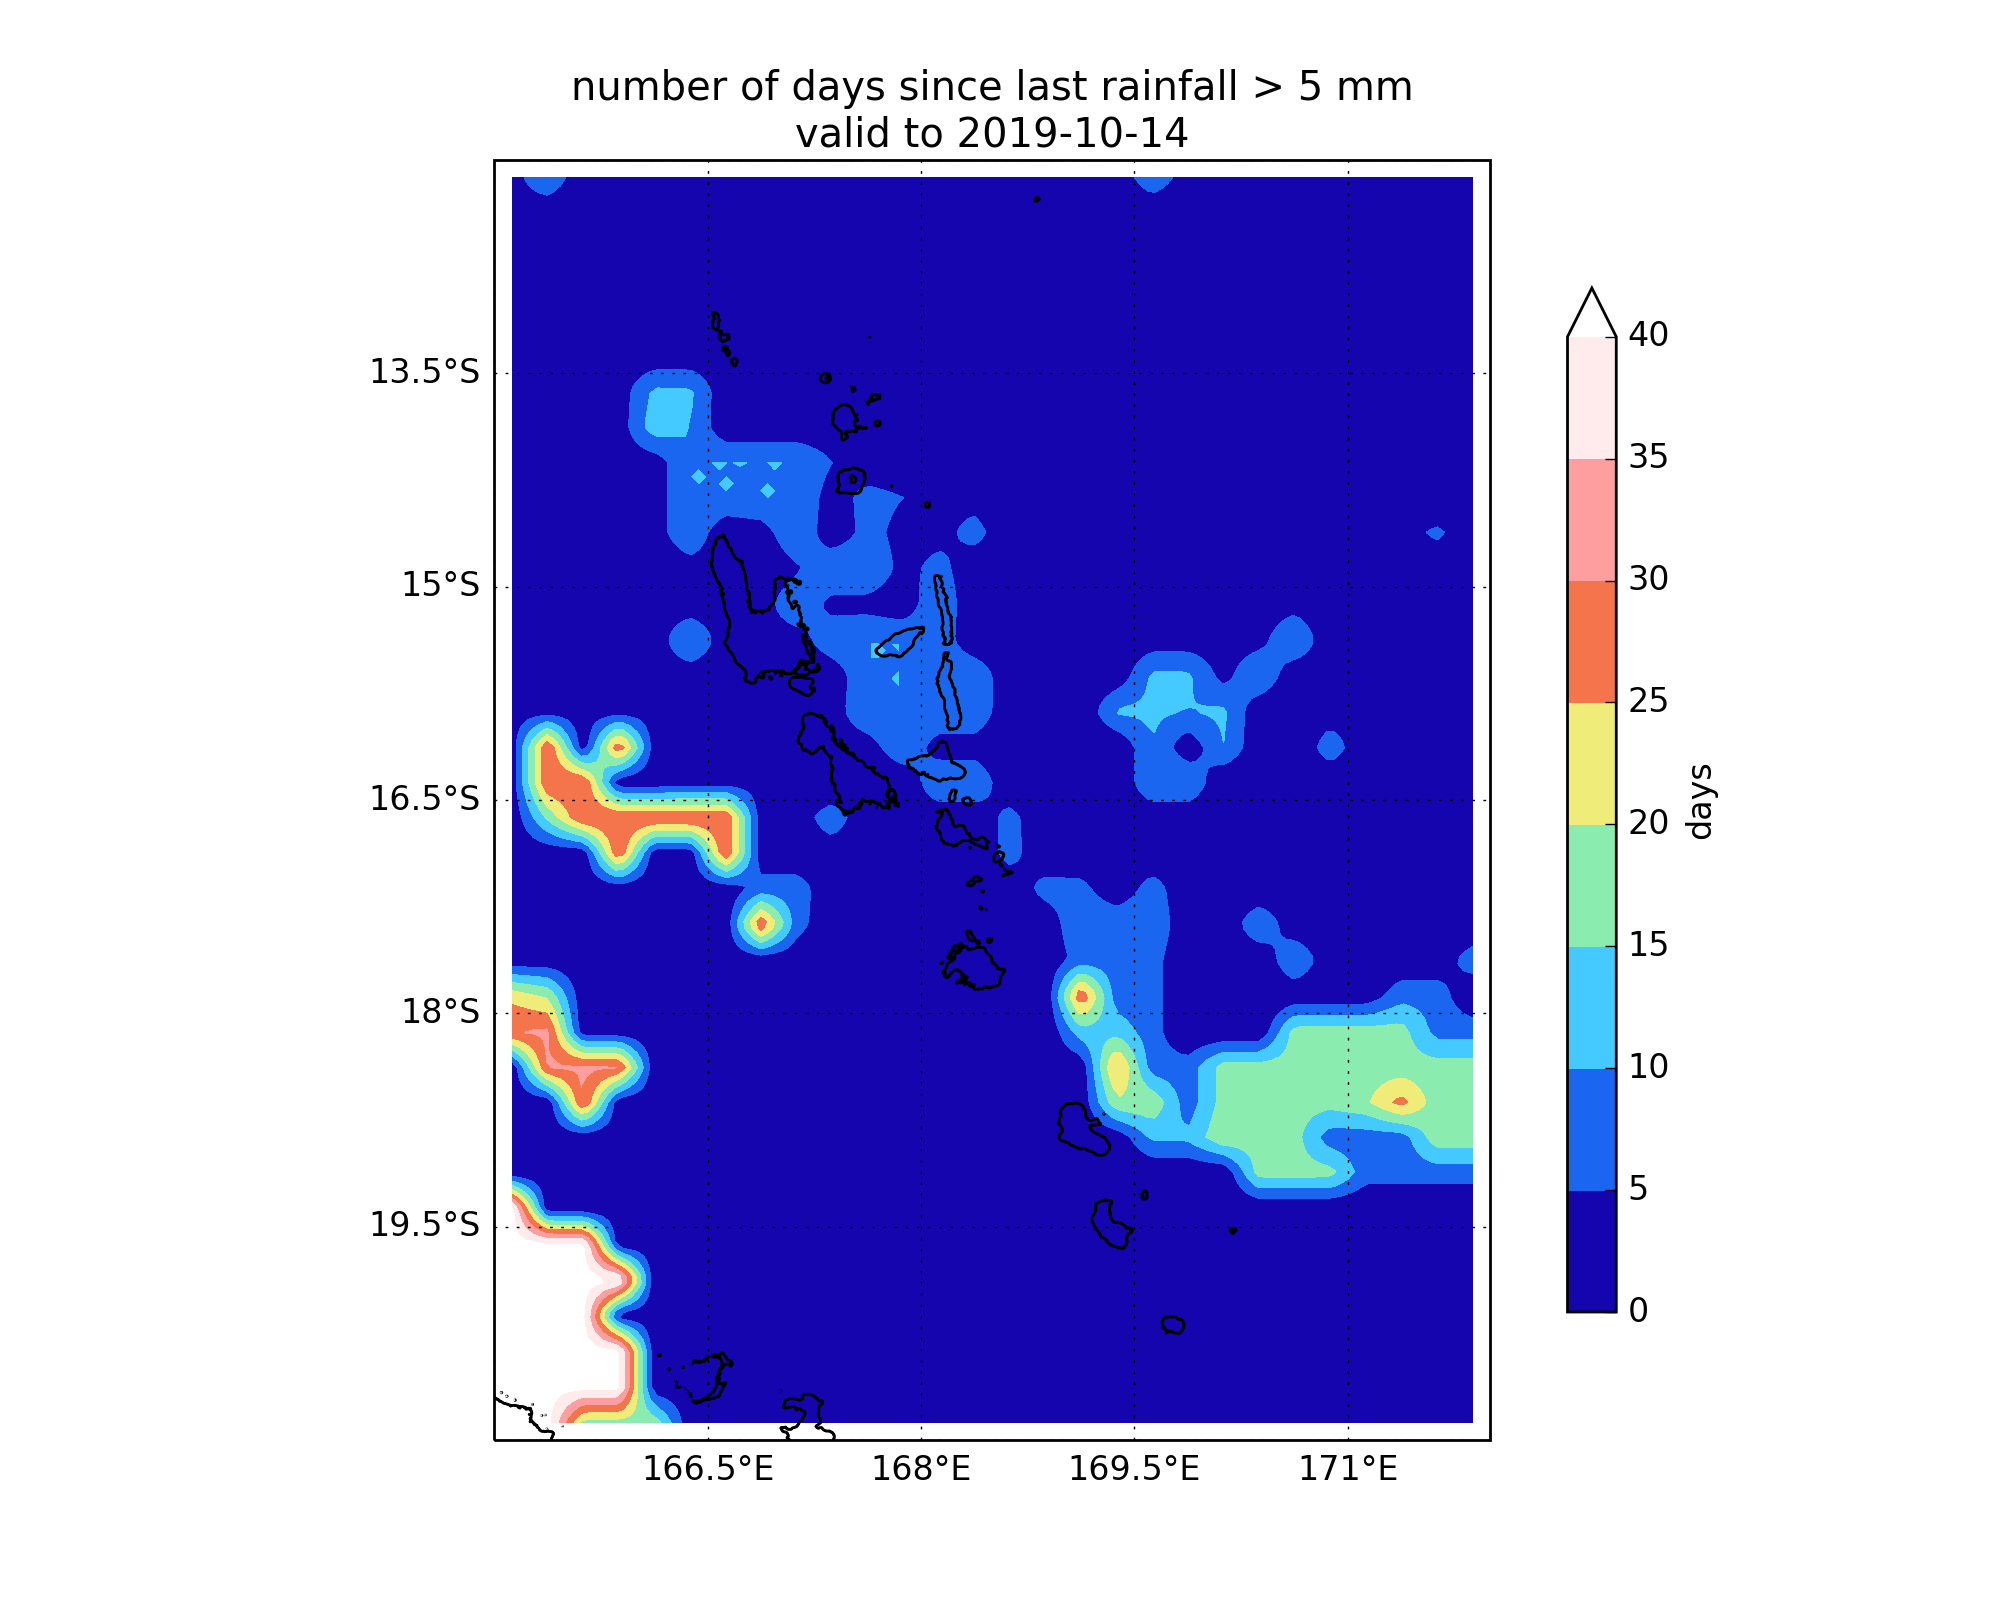 number of days since last rainfall > 5 mm
valid to 2019-10-14
13.5°S
15°S
16.5°S
18°S
19.5°S
166.5°E
168°E
169.5°E
171°E
40
35
30
25
20
15
10
5
0
days